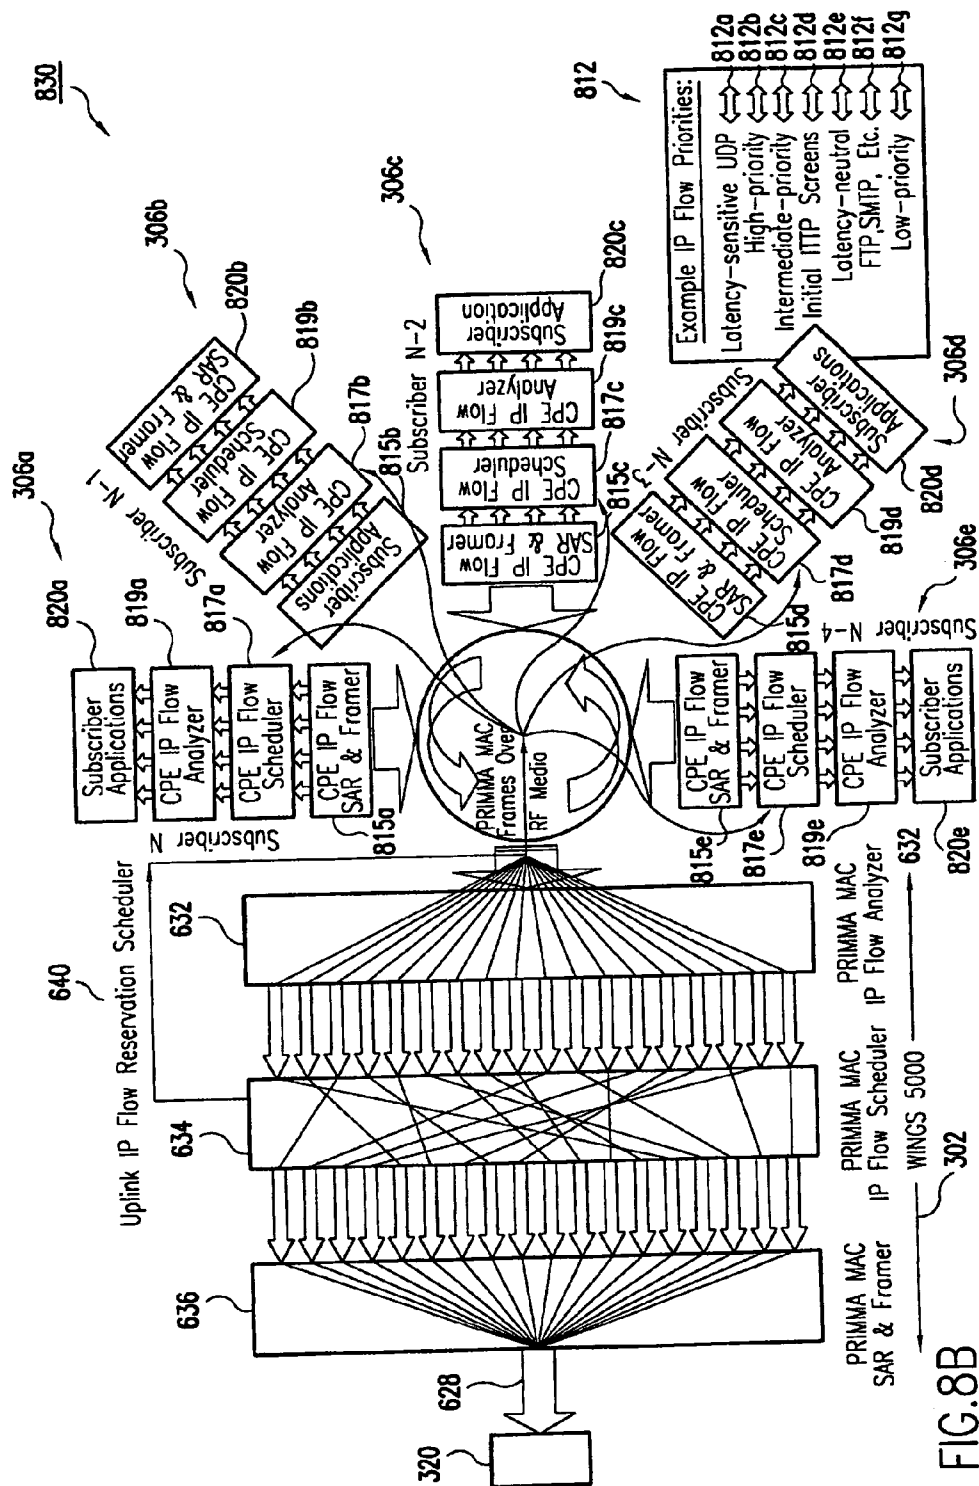 830
306a
306b
306c
820a
819a
817a
Subscriber
Applications
CPE IP Flow
Analyzer
CPE IP Flow
Scheduler
CPE IP Flow
SAR & Framer
815a
Subscriber N
Subscriber N-1
CPE IP Flow
SAR & Framer
CPE IP Flow
Scheduler
CPE IP Flow
Analyzer
Subscriber
Applications
820b
819b
817b
815b
Subscriber N-2
CPE IP Flow
SAR & Framer
CPE IP Flow
Scheduler
CPE IP Flow
Analyzer
Subscriber
Application
820c
819c
817c
815c
812
Example IP Flow Priorities:
Latency-sensitive UDP 812a
High-priority 812b
Intermediate-priority 812c
Initial ITTP Screens 812d
Latency-neutral 812e
FTP,SMTP, Etc. 812f
Low-priority 812g
Subscriber N-3
CPE IP Flow
SAR & Framer
CPE IP Flow
Scheduler
CPE IP Flow
Analyzer
Subscriber
Applications
815d
817d
819d
820d
306d
306e
Subscriber N-4
CPE IP Flow
SAR & Framer
CPE IP Flow
Scheduler
CPE IP Flow
Analyzer
Subscriber
Applications
815e
817e
819e
820e
PRIMMA MAC
Frames Over
RF Media
Uplink IP Flow Reservation Scheduler
640
632
634
636
628
320
PRIMMA MAC
SAR & Framer
PRIMMA MAC
IP Flow Scheduler
PRIMMA MAC
IP Flow Analyzer
632
WINGS 5000
302
FIG.8B